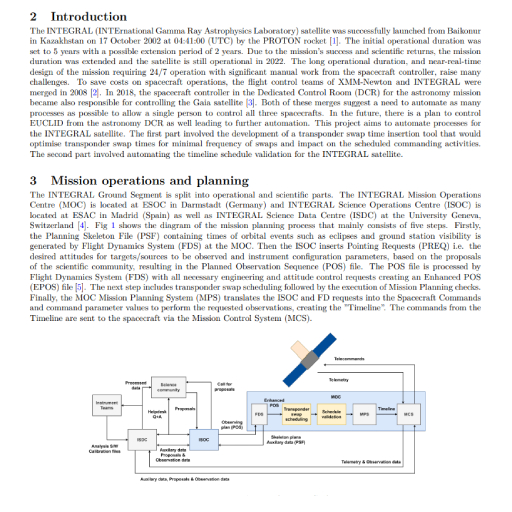 2 Introduction
The INTEGRAL (INTErnational Gamma Ray Astrophysics Laboratory) satellite was successfully launched from Baikonur
in Kazakhstan on 17 October 2002 at 04:41:00 (UTC) by the PROTON rocket [1]. The initial operational duration was
set to 5 years with a possible extension period of 2 years. Due to the mission's success and scientific returns, the mission
duration was extended and the satellite is still operational in 2022. The long operational duration, and near-real-time
design of the mission requiring 24/7 operation with significant manual work from the spacecraft controller, raise many
challenges. To save costs on spacecraft operations, the flight control teams of XMM-Newton and INTEGRAL were
merged in 2008 [2]. In 2018, the spacecraft controller in the Dedicated Control Room (DCR) for the astronomy mission
became also responsible for controlling the Gaia satellite [3]. Both of these merges suggest a need to automate as many
processes as possible to allow a single person to control all three spacecrafts. In the future, there is a plan to control
EUCLID from the astronomy DCR as well leading to further automation. This project aims to automate processes for
the INTEGRAL satellite. The first part involved the development of a transponder swap time insertion tool that would
optimise transponder swap times for minimal frequency of swaps and impact on the scheduled commanding activities.
The second part involved automating the timeline schedule validation for the INTEGRAL satellite.
3 Mission operations and planning
The INTEGRAL Ground Segment is split into operational and scientific parts. The INTEGRAL Mission Operations
Centre (MOC) is located at ESOC in Darmstadt (Germany) and INTEGRAL Science Operations Centre (ISOC) is
located at ESAC in Madrid (Spain) as well as INTEGRAL Science Data Centre (ISDC) at the University Geneva,
Switzerland [4]. Fig 1 shows the diagram of the mission planning process that mainly consists of five steps. Firstly,
the Planning Skeleton File (PSF) containing times of orbital events such as eclipses and ground station visibility is
generated by Flight Dynamics System (FDS) at the MOC. Then the ISOC inserts Pointing Requests (PREQ) i.e. the
desired attitudes for targets/sources to be observed and instrument configuration parameters, based on the proposals
of the scientific community, resulting in the Planned Observation Sequence (POS) file. The POS file is processed by
Flight Dynamics System (FDS) with all necessary engineering and attitude control requests creating an Enhanced POS
(EPOS) file [5]. The next step includes transponder swap scheduling followed by the execution of Mission Planning checks.
Finally, the MOC Mission Planning System (MPS) translates the ISOC and FD requests into the Spacecraft Commands
and command parameter values to perform the requested observations, creating the "Timeline". The commands from the
Timeline are sent to the spacecraft via the Mission Control System (MCS).
Telecommands
Telemetry
Processed
data
Science
community
Call for
proposals
Instrument
Teams
Helpdesk
Q+A
Proposals
Enhanced
POS
MOC
FDS
Transponder
swap
scheduling
Schedule
validation
MPS
Timeline
MCS
Observing
plan (POS)
ISDC
ISOC
Analysis S/W
Calibration files
Auxiliary data
Proposals &
Observation data
Skeleton plans
Auxiliary data (PSF)
Telemetry & Observation data
Auxiliary data, Proposals & Observation data